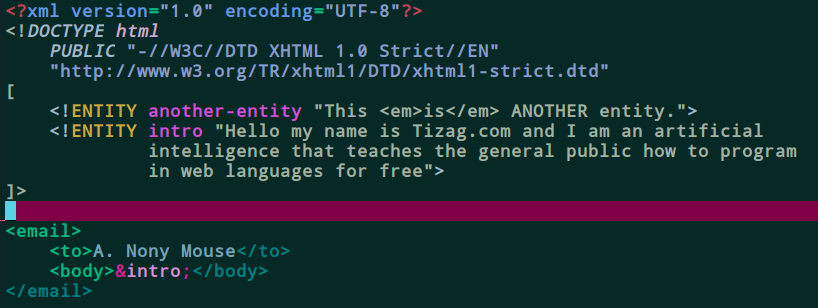 <?xml version="1.0" encoding="UTF-8"?>
<!DOCTYPE html
    PUBLIC "-//W3C//DTD XHTML 1.0 Strict//EN"
    "http://www.w3.org/TR/xhtml1/DTD/xhtml1-strict.dtd"
[
    <!ENTITY another-entity "This <em>is</em> ANOTHER entity.">
    <!ENTITY intro "Hello my name is Tizag.com and I am an artificial
             intelligence that teaches the general public how to program
             in web languages for free">
]>
<email>
    <to>A. Nony Mouse</to>
    <body>&intro;</body>
</email>